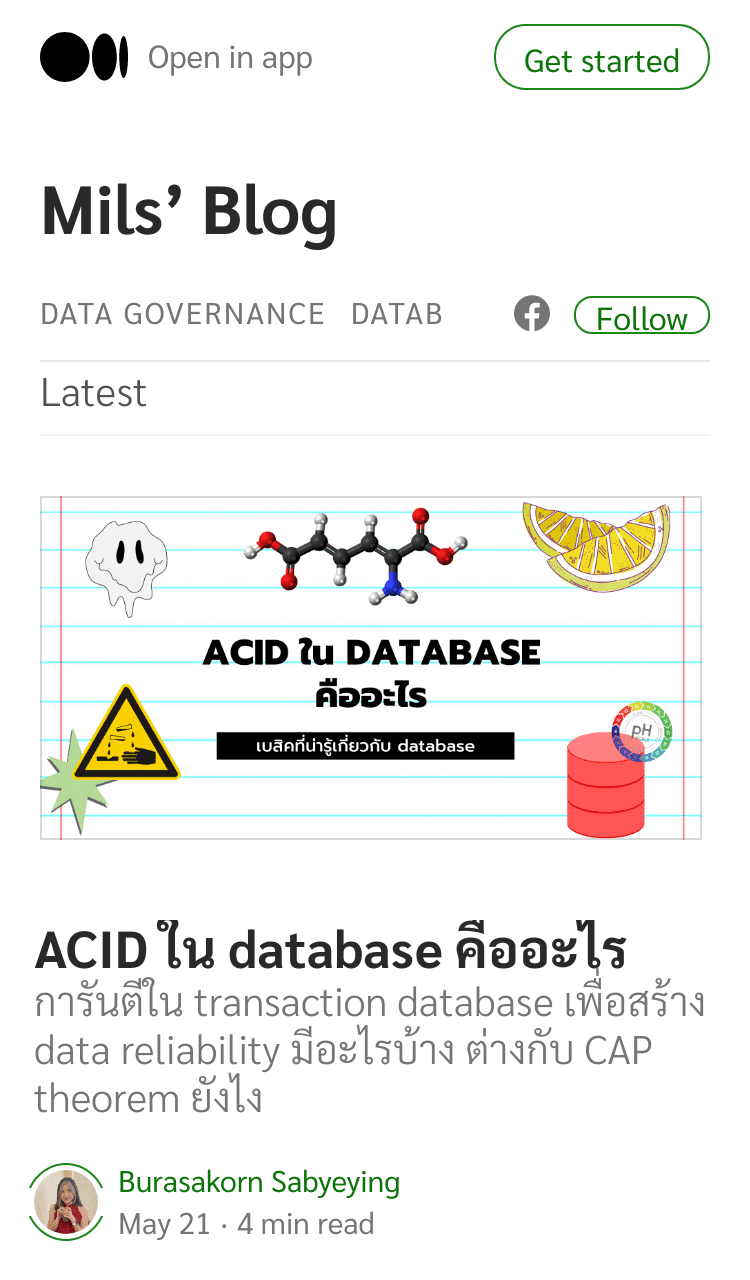 Open in app
Get started
Mils’ Blog
DATA GOVERNANCE DATAB
Follow
Latest
ACID ใน DATABASE
คืออะไร
เบสิคที่น่ารู้เกี่ยวกับ database
pH
ACID ใน database คืออะไร
การันตีใน transaction database เพื่อสร้าง
data reliability มีอะไรบ้าง ต่างกับ CAP
theorem ยังไง
Burasakorn Sabyeying
May 21 · 4 min read